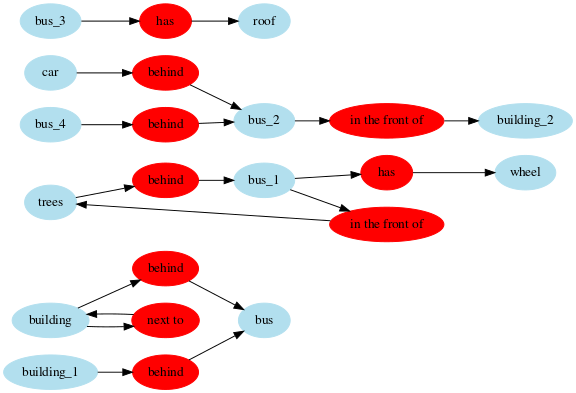 bus_3 has roof
car behind
bus_4 behind bus_2 in the front of building_2
trees behind bus_1 has wheel
in the front of
behind
building next to bus
building_1 behind